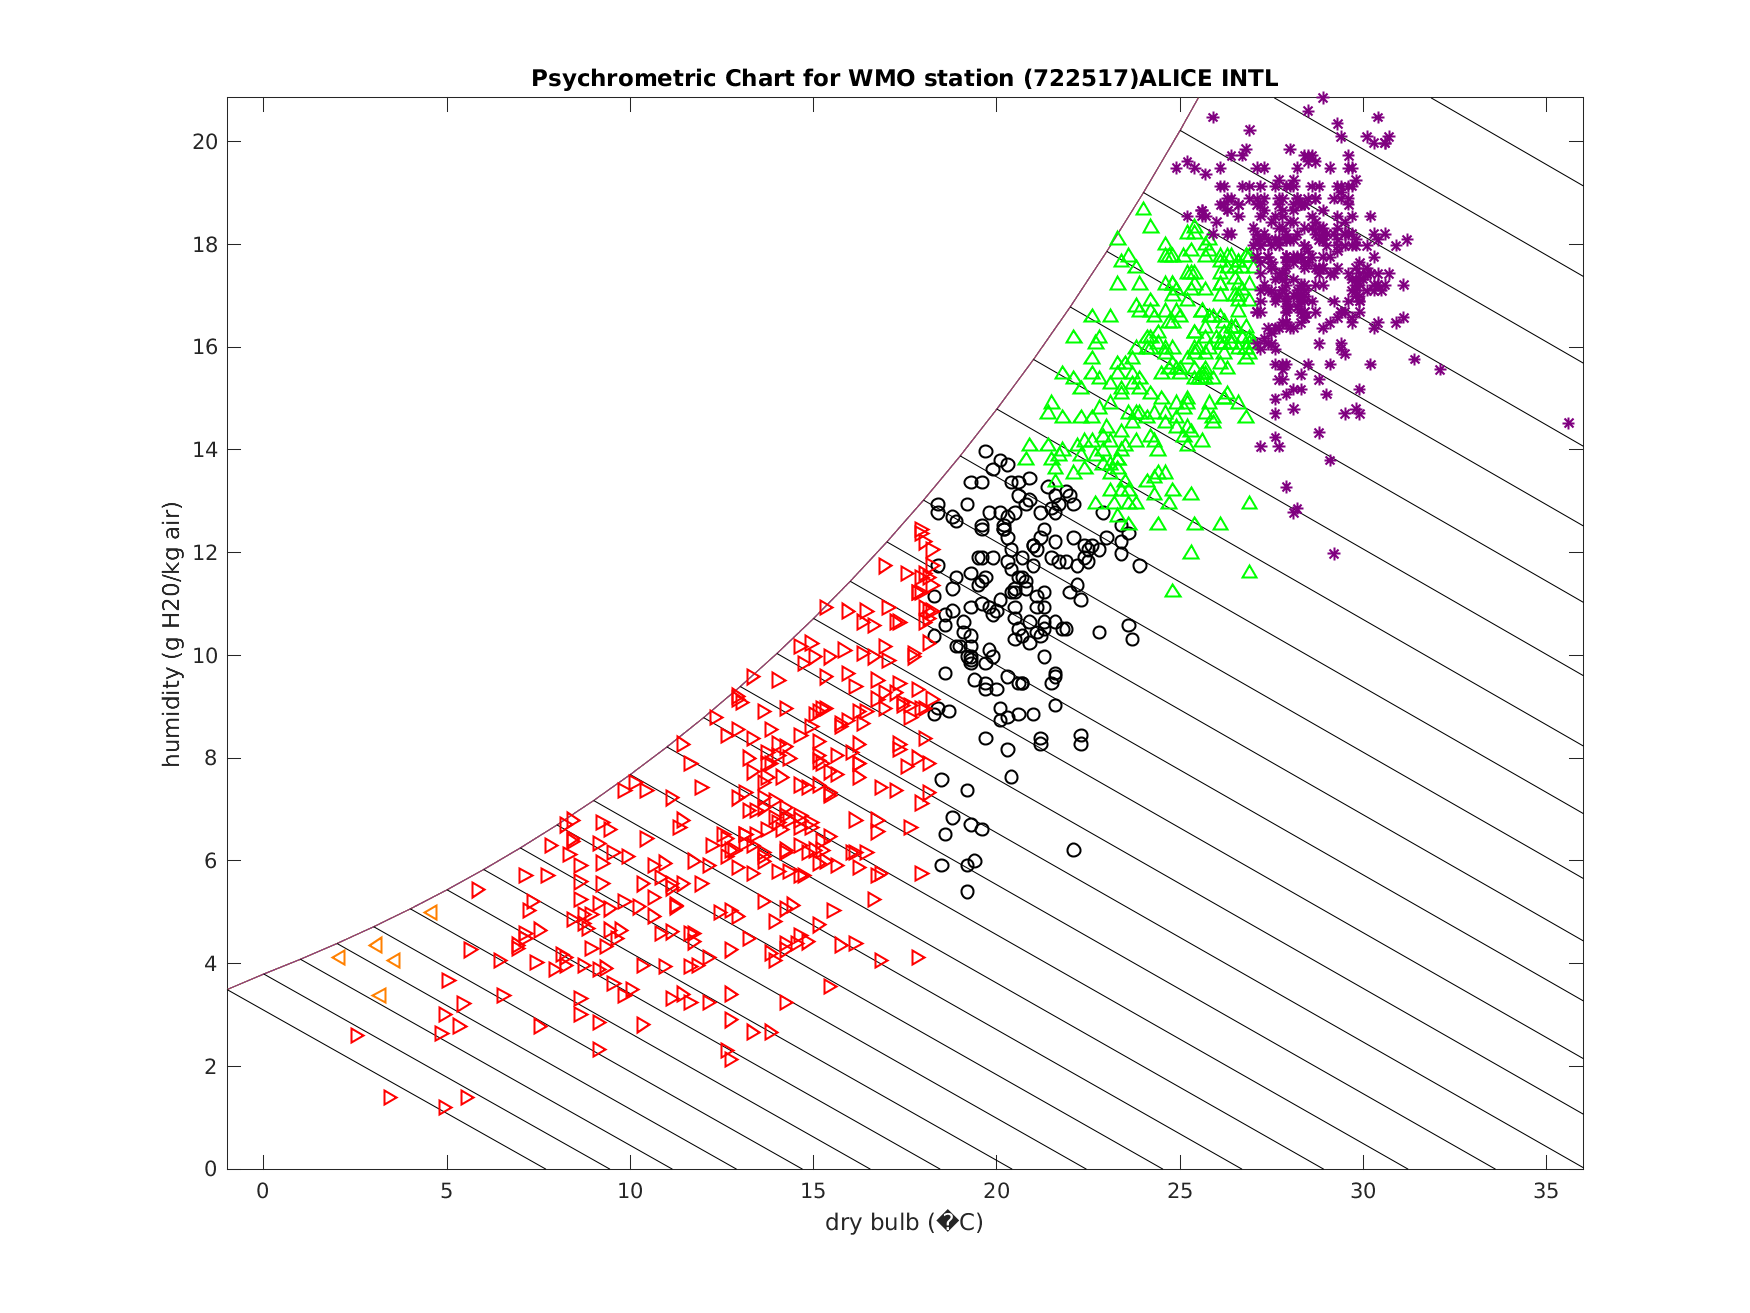 Psychrometric Chart for WMO station (722517)ALICE INTL
humidity (g H20/kg air)
20
18
16
14
12
10
8
6
4
2
0
0 5 10 15 20 25 30 35
dry bulb (�C)